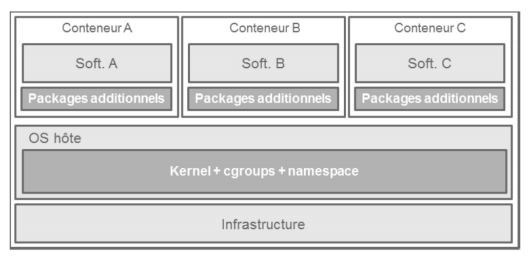 Conteneur A
Conteneur B
Conteneur C
Soft. A
Soft. B
Soft. C
Packages additionnels
Packages additionnels
Packages additionnels
OS hôte
Kernel + cgroups + namespace
Infrastructure